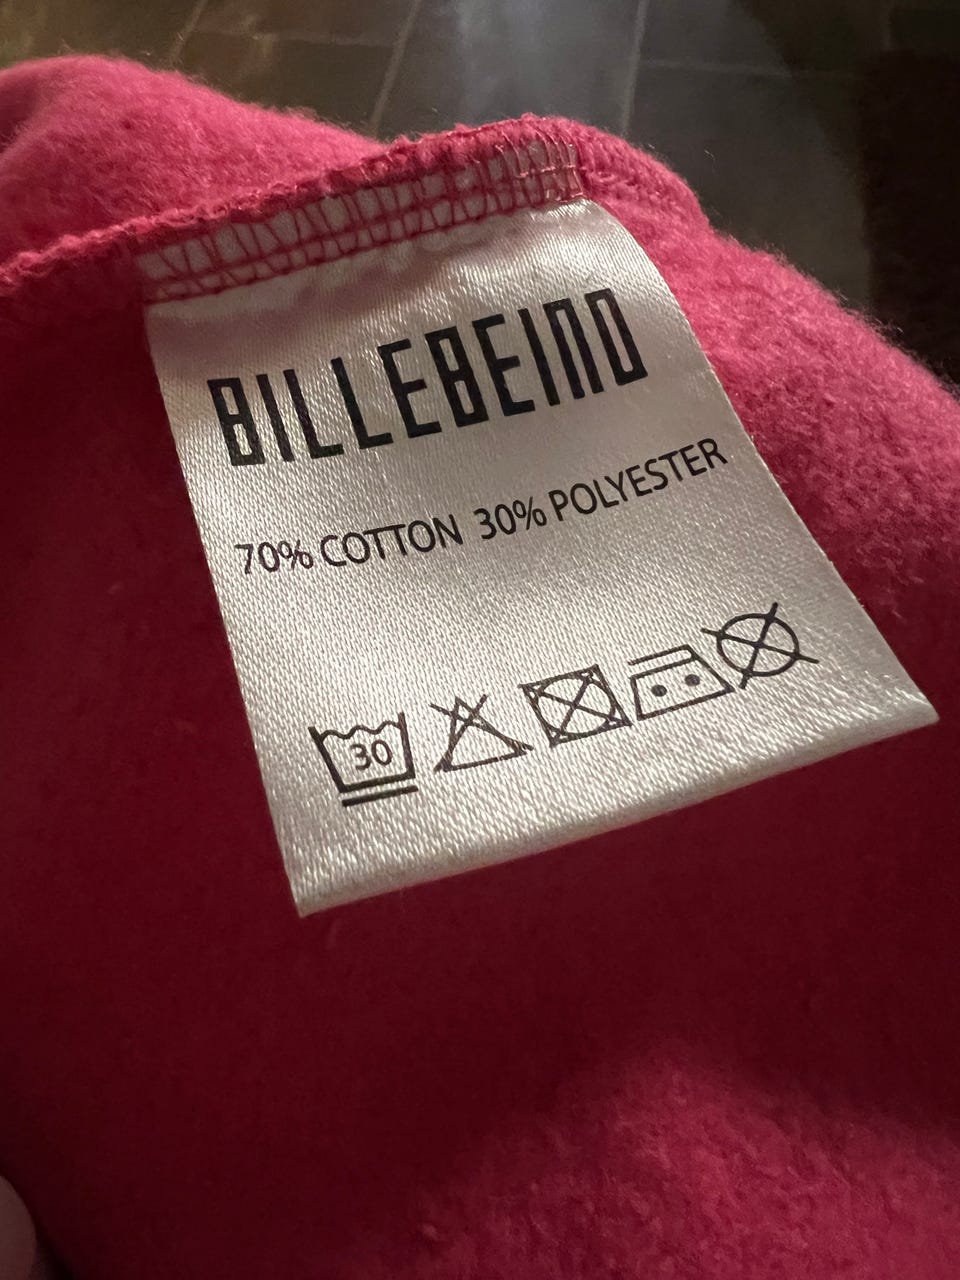 BILLEBEINO
70% COTTON 30% POLYESTER
30